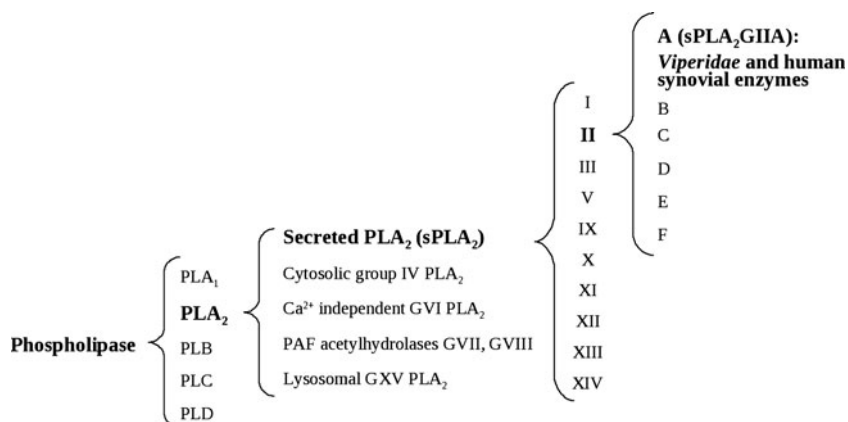 Phospholipase
PLA₁
PLA₂
PLB
PLC
PLD
Secreted PLA₂ (sPLA₂)
Cytosolic group IV PLA₂
Ca²⁺ independent GVI PLA₂
PAF acetylhydrolases GVII, GVIII
Lysosomal GXV PLA₂
I
II
III
V
IX
X
XI
XII
XIII
XIV
A (sPLA₂GIIA):
Viperidae and human
synovial enzymes
B
C
D
E
F